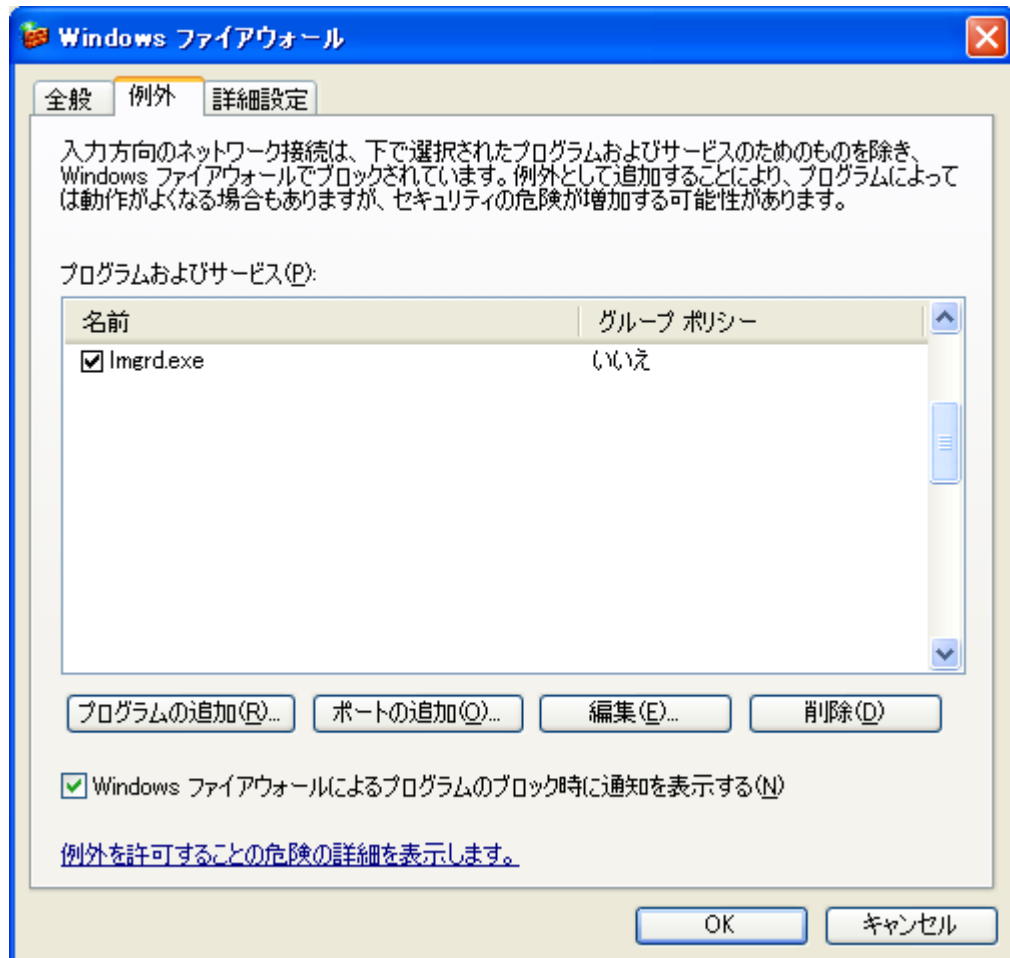 Windows ファイアウォール
全般 例外 詳細設定
入力方向のネットワーク接続は、下で選択されたプログラムおよびサービスのためのものを除き、
Windows ファイアウォールでブロックされています。例外として追加することにより、プログラムによって
は動作がよくなる場合もありますが、セキュリティの危険が増加する可能性があります。
プログラムおよびサービス(P):
名前 グループ ポリシー
lmgrd.exe いいえ
プログラムの追加(R)... ポートの追加(O)... 編集(E)... 削除(D)
Windows ファイアウォールによるプログラムのブロック時に通知を表示する(N)
例外を許可することの危険の詳細を表示します。
OK キャンセル